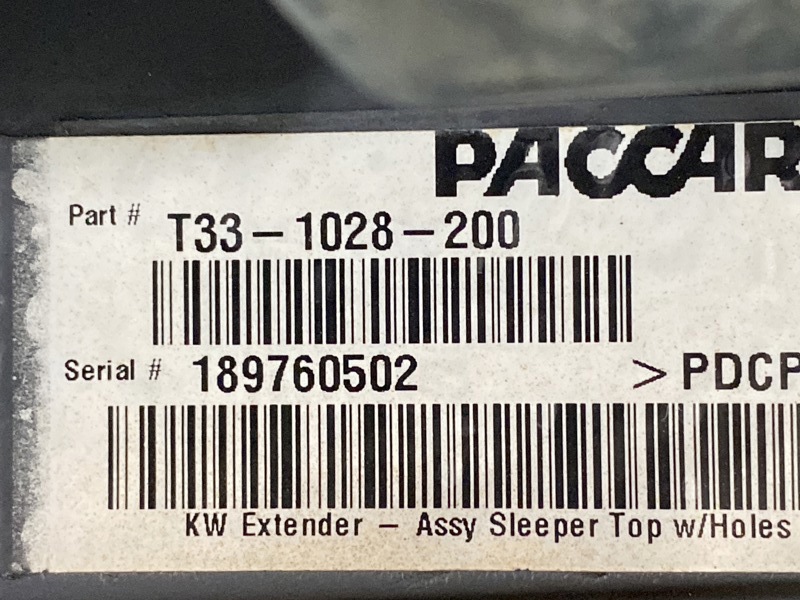 PACCAR
Part # T33-1028-200
Serial # 189760502 >PDCP
KW Extender - Assy Sleeper Top w/Holes